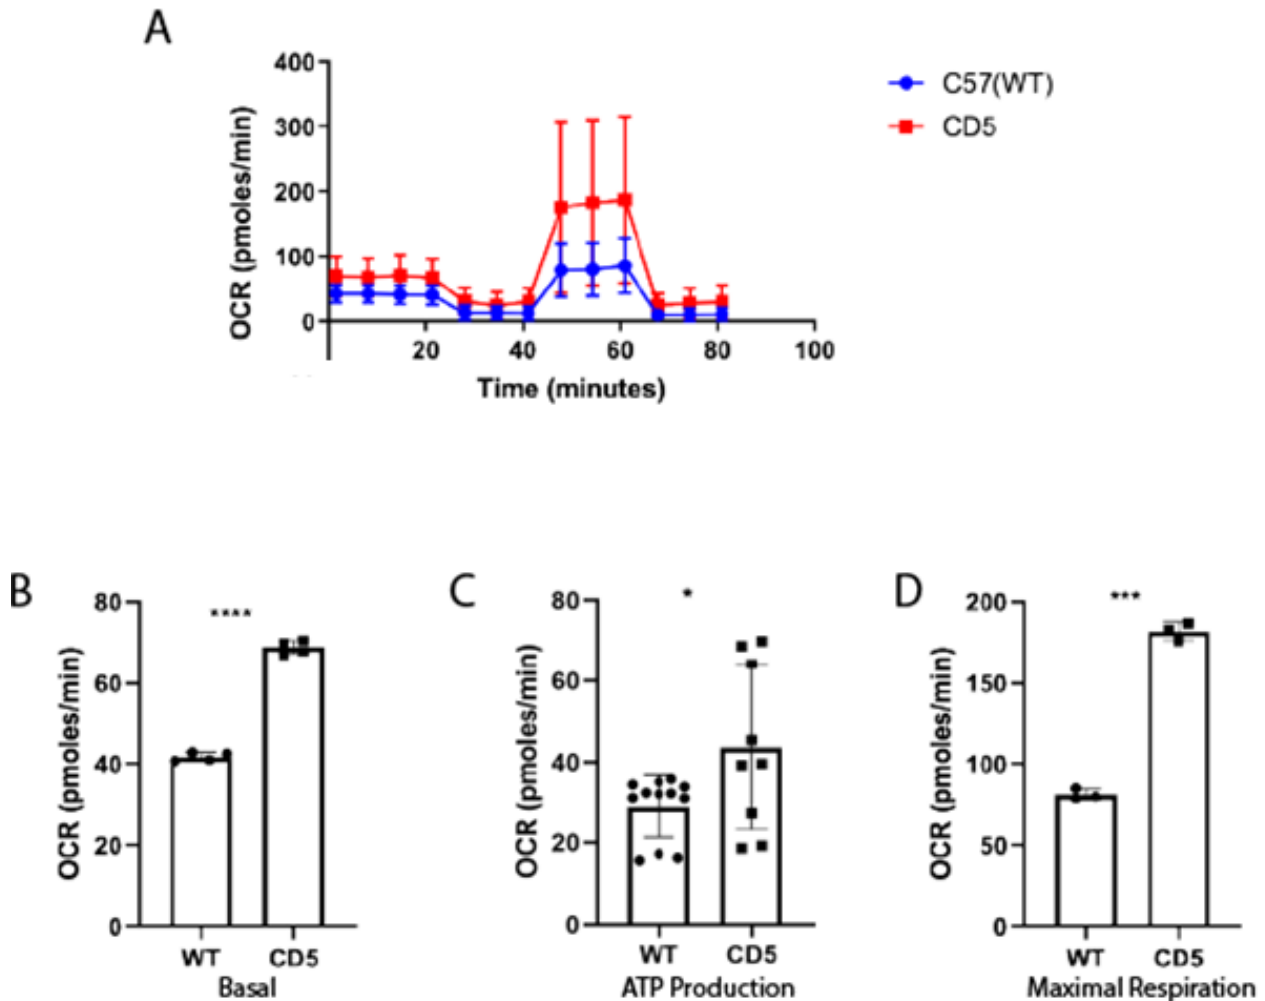 A
400
300
200
100
0
OCR (pmoles/min)
20 40 60 80 100
Time (minutes)
C57(WT)
CD5
B
****
80
60
40
20
0
OCR (pmoles/min)
WT CD5
Basal
C
*
80
60
40
20
0
OCR (pmoles/min)
WT CD5
ATP Production
D
***
200
150
100
50
0
OCR (pmoles/min)
WT CD5
Maximal Respiration